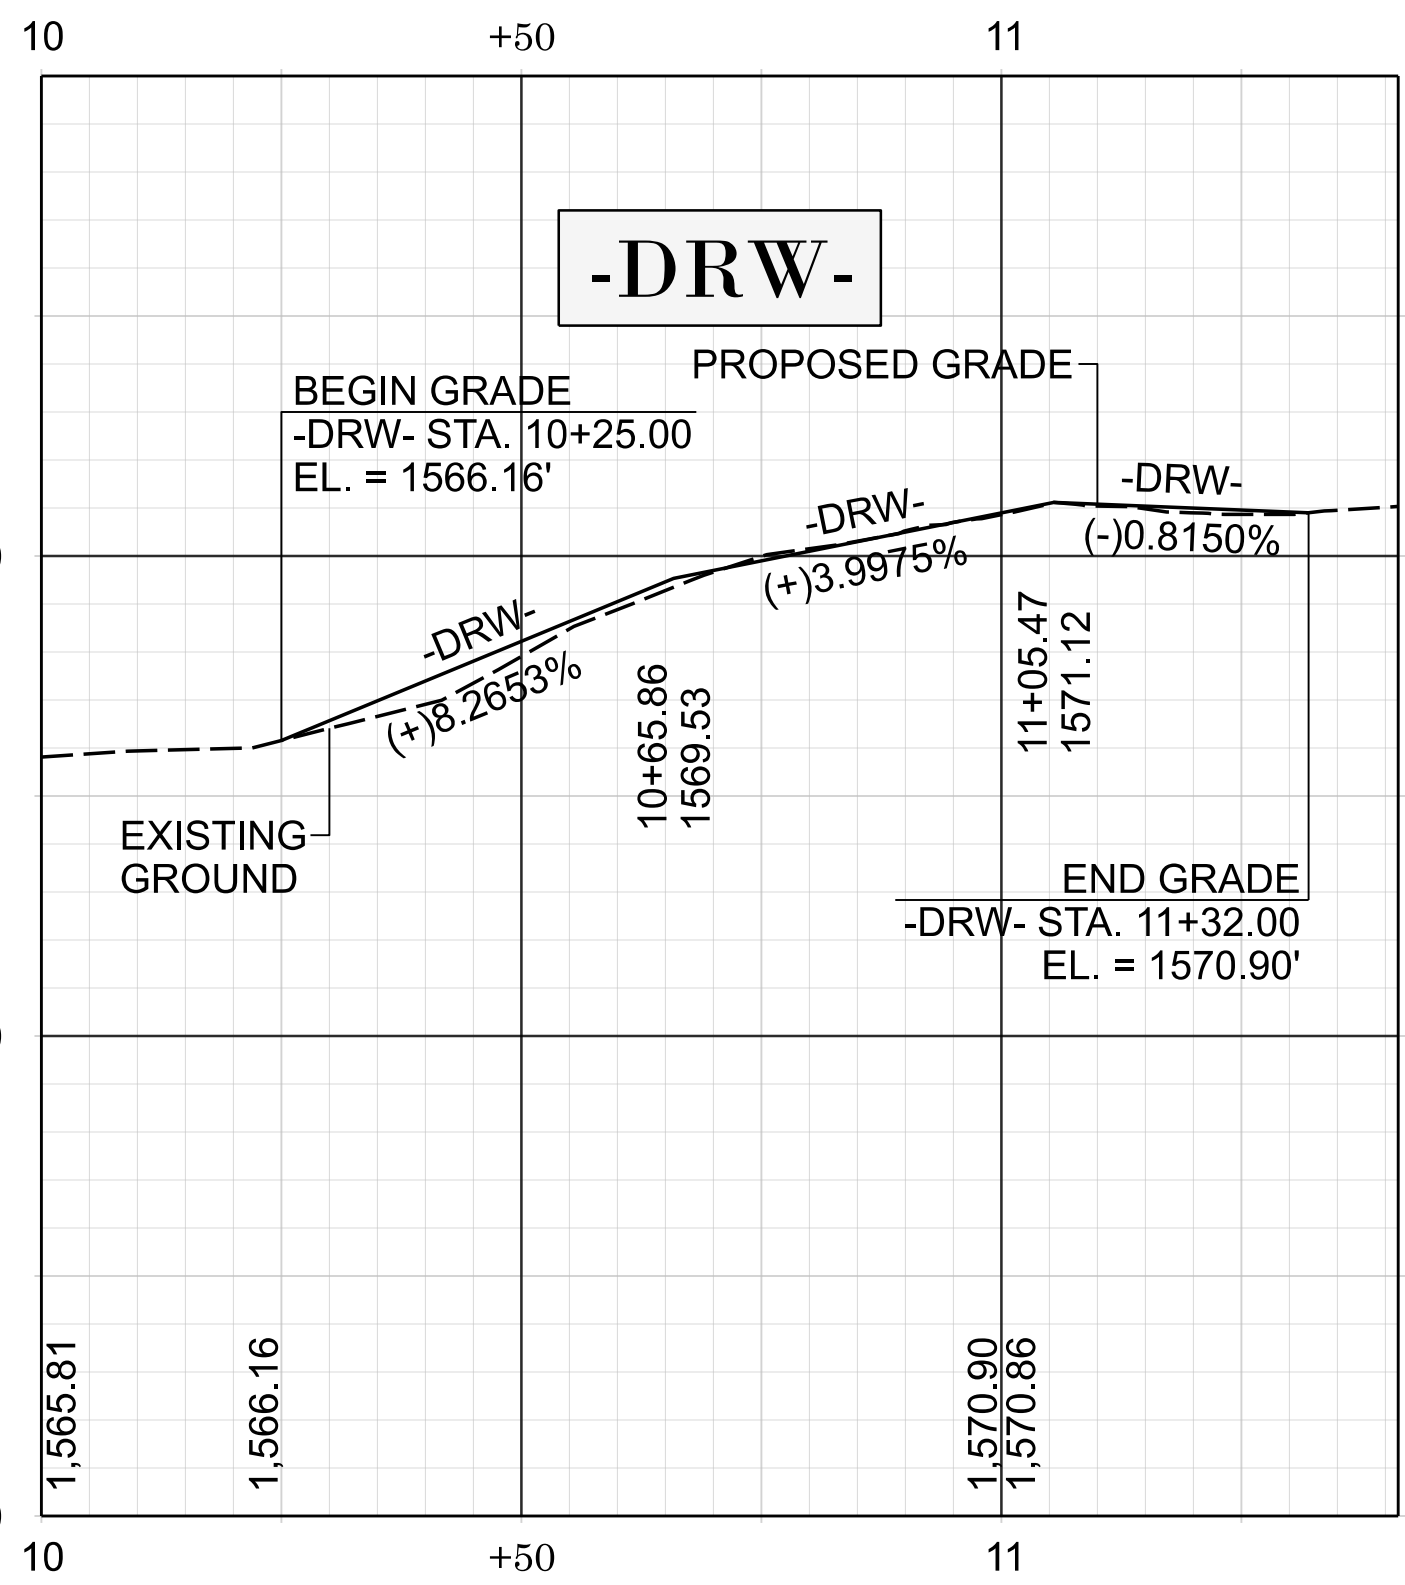 10 +50 11
-DRW-
PROPOSED GRADE
BEGIN GRADE
-DRW- STA. 10+25.00
EL. = 1566.16'
-DRW-
(-)0.8150%
-DRW-
(+)3.9975%
-DRW-
(+)8.2653%
10+65.86
1569.53
11+05.47
1571.12
EXISTING
GROUND
END GRADE
-DRW- STA. 11+32.00
EL. = 1570.90'
1,565.81
1,566.16
1,570.90
1,570.86
10 +50 11